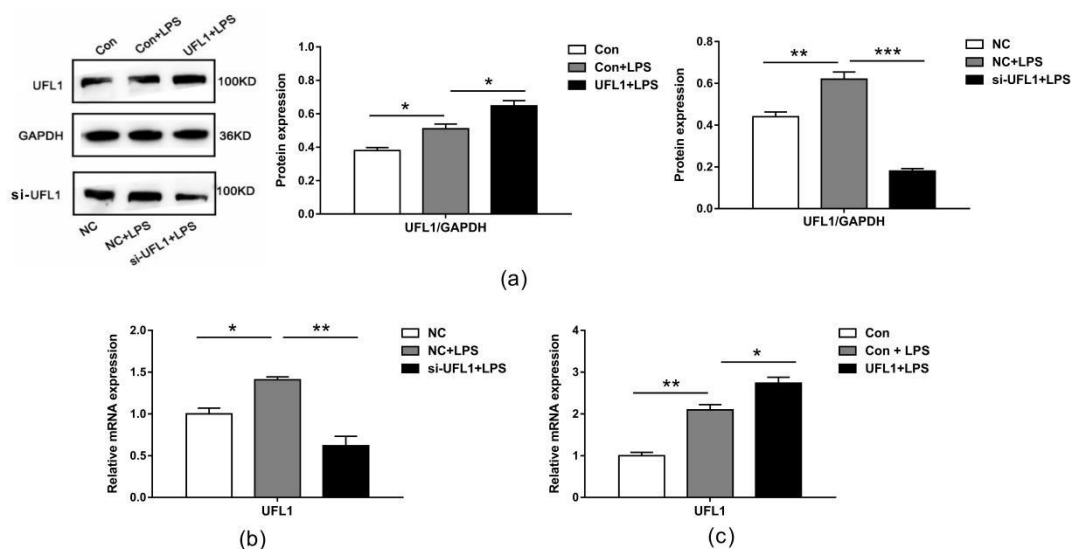 Con Con+LPS UFL1+LPS
UFL1 100KD
GAPDH 36KD
si-UFL1 100KD
NC NC+LPS si-UFL1+LPS
Protein expression
0.8
0.6
0.4
0.2
0.0
* *
UFL1/GAPDH
Con
Con+LPS
UFL1+LPS
Protein expression
0.8
0.6
0.4
0.2
0.0
** ***
UFL1/GAPDH
NC
NC+LPS
si-UFL1+LPS
(a)
Relative mRNA expression
2.0
1.5
1.0
0.5
0.0
* **
UFL1
NC
NC+LPS
si-UFL1+LPS
(b)
Relative mRNA expression
4
3
2
1
0
** *
UFL1
Con
Con + LPS
UFL1+LPS
(c)